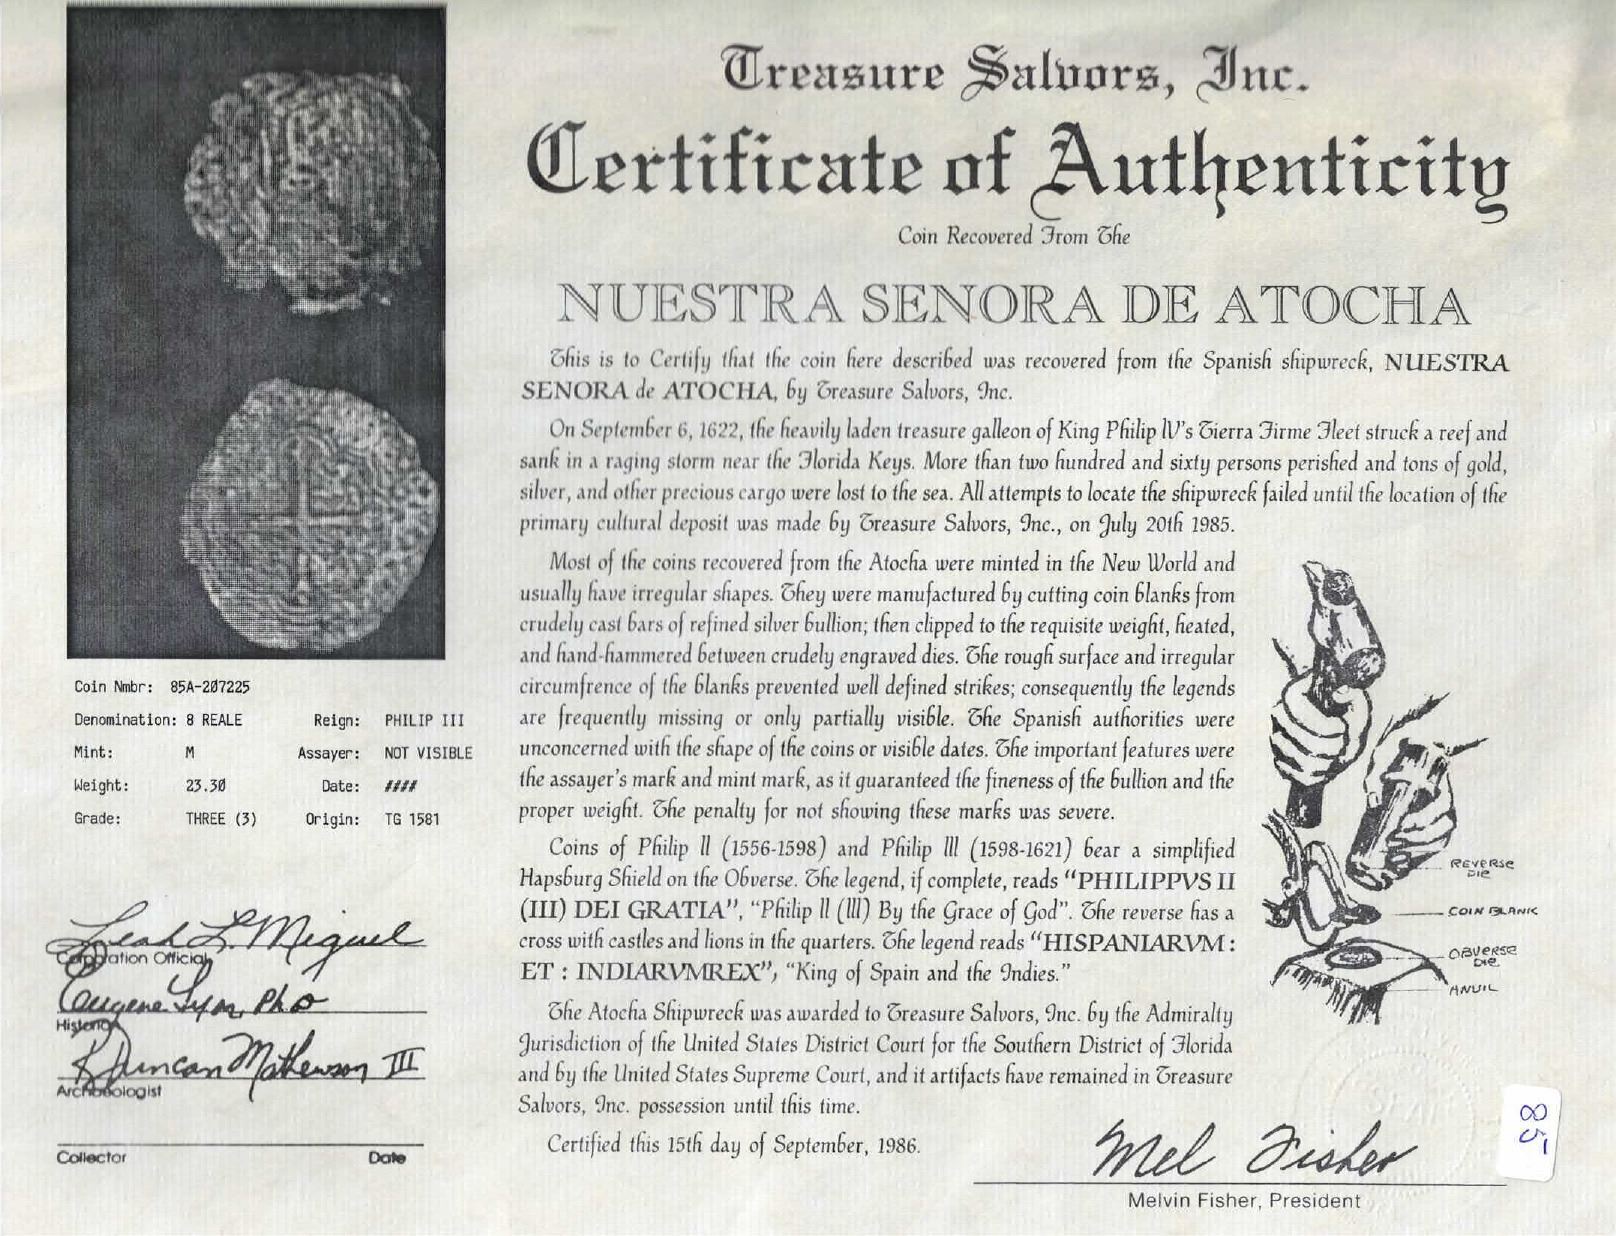 Treasure Salvors, Inc.
Certificate of Authenticity
Coin Recovered From The
NUESTRA SENORA DE ATOCHA
This is to Certify that the coin here described was recovered from the Spanish shipwreck, NUESTRA
SENORA de ATOCHA, by Treasure Salvors, Inc.
On September 6, 1622, the heavily laden treasure galleon of King Philip IV's Tierra Firme Fleet struck a reef and
sank in a raging storm near the Florida Keys. More than two hundred and sixty persons perished and tons of gold,
silver, and other precious cargo were lost to the sea. All attempts to locate the shipwreck failed until the location of the
primary cultural deposit was made by Treasure Salvors, Inc., on July 20th 1985.
Most of the coins recovered from the Atocha were minted in the New World and
usually have irregular shapes. They were manufactured by cutting coin blanks from
crudely cast bars of refined silver bullion; then clipped to the requisite weight, heated,
and hand-hammered between crudely engraved dies. The rough surface and irregular
circumfrence of the blanks prevented well defined strikes; consequently the legends
are frequently missing or only partially visible. The Spanish authorities were
unconcerned with the shape of the coins or visible dates. The important features were
the assayer's mark and mint mark, as it guaranteed the fineness of the bullion and the
proper weight. The penalty for not showing these marks was severe.
Coins of Philip II (1556-1598) and Philip III (1598-1621) bear a simplified
Hapsburg Shield on the Obverse. The legend, if complete, reads "PHILIPPVS II
(III) DEI GRATIA", "Philip II (III) By the Grace of God". The reverse has a
cross with castles and lions in the quarters. The legend reads "HISPANIARVM :
ET : INDIARVMREX", "King of Spain and the Indies."
The Atocha Shipwreck was awarded to Treasure Salvors, Inc. by the Admiralty
Jurisdiction of the United States District Court for the Southern District of Florida
and by the United States Supreme Court, and it artifacts have remained in Treasure
Salvors, Inc. possession until this time.
Certified this 15th day of September, 1986.
REVERSE
DIE
COIN BLANK
OBVERSE
DIE
ANVIL
Coin Nmbr: 85A-207225
Denomination: 8 REALE Reign: PHILIP III
Mint: M Assayer: NOT VISIBLE
Weight: 23.30 Date: ####
Grade: THREE (3) Origin: TG 1581
Leah L. Miguel
Corporation Official
Eugene Lyon, PhD
Historian
R Duncan Mathewson III
Archaeologist
Collector Date
Mel Fisher
Melvin Fisher, President
85